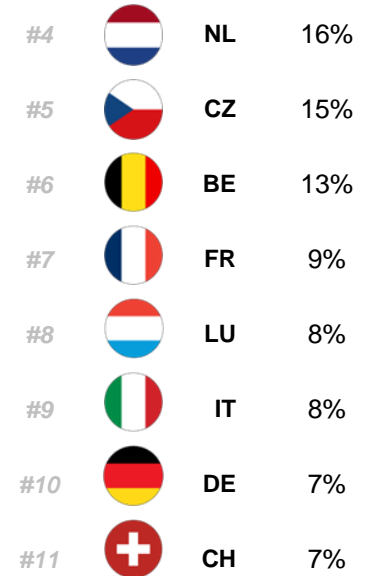 #4 NL 16%
#5 CZ 15%
#6 BE 13%
#7 FR 9%
#8 LU 8%
#9 IT 8%
#10 DE 7%
#11 CH 7%